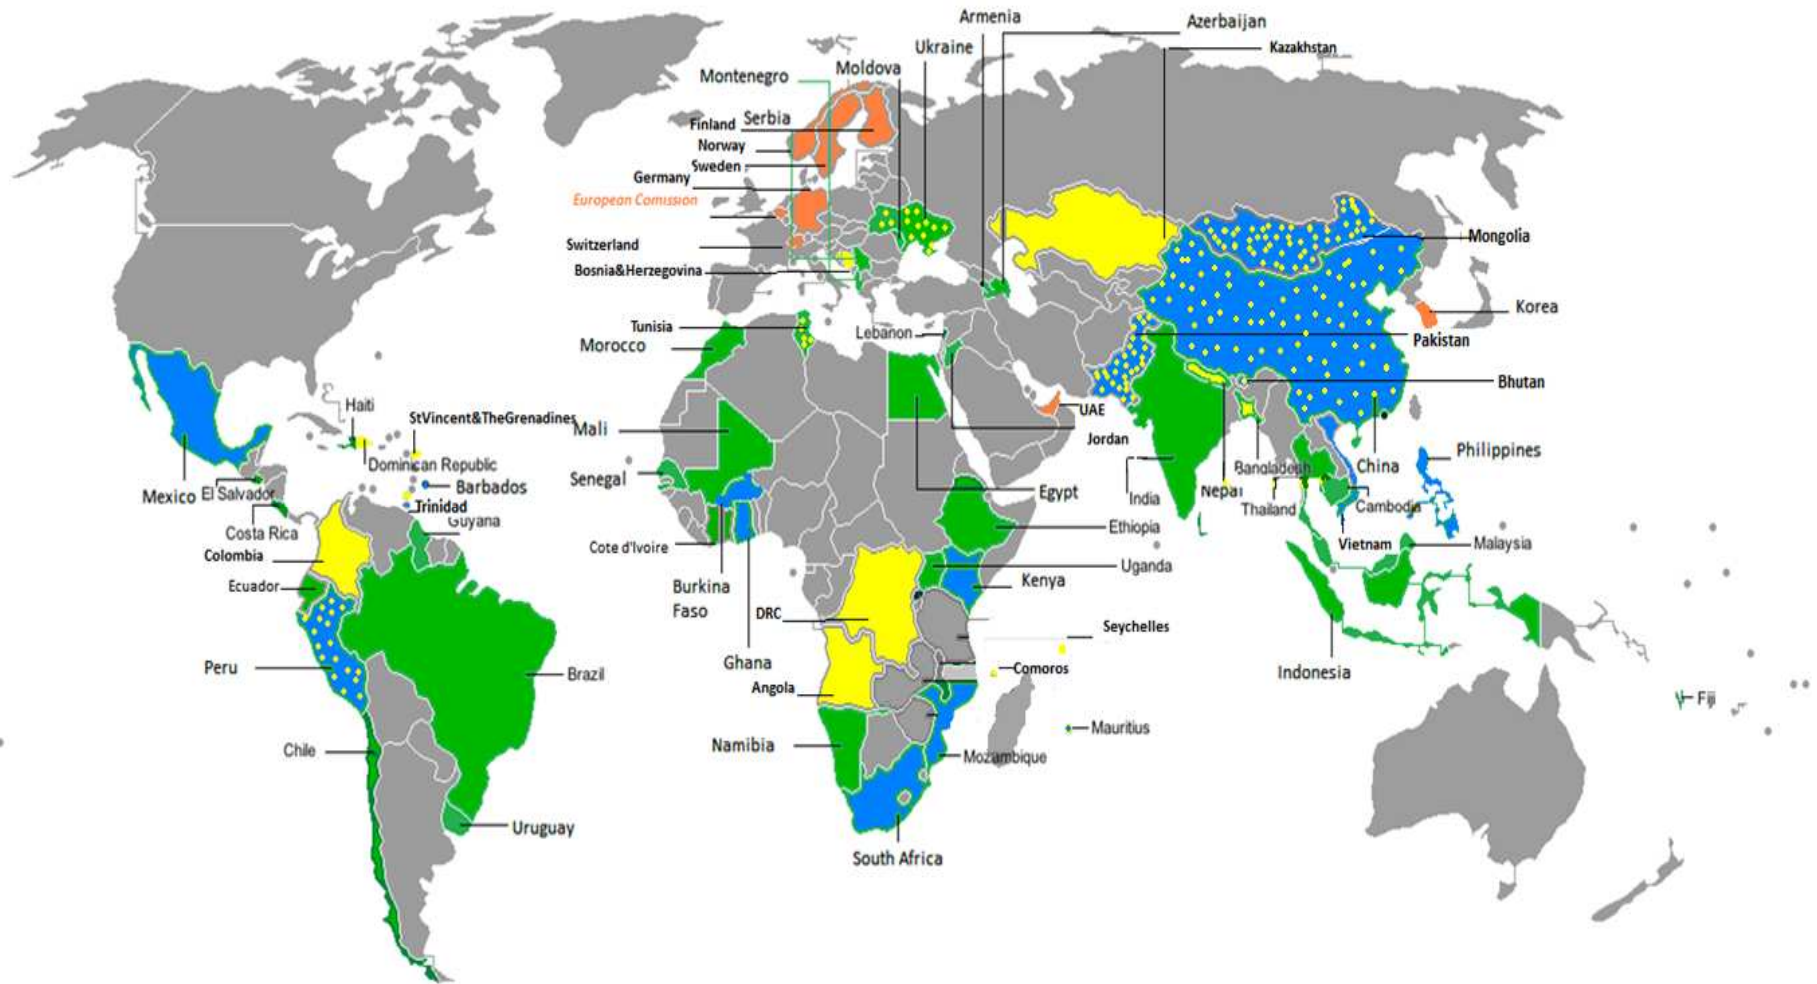 Armenia
Azerbaijan
Ukraine
Kazakhstan
Montenegro
Moldova
Serbia
Finland
Norway
Sweden
Germany
European Comission
Switzerland
Bosnia&Herzegovina
Mongolia
Korea
Tunisia
Morocco
Lebanon
Pakistan
Bhutan
UAE
Jordan
Haiti
StVincent&TheGrenadines
Mali
Dominican Republic
Senegal
Mexico
El Salvador
Barbados
Trinidad
Guyana
Costa Rica
Colombia
Ecuador
Egypt
India
Nepal
Bangladesh
Thailand
China
Cambodia
Philippines
Vietnam
Malaysia
Ethiopia
Uganda
Kenya
Cote d'Ivoire
Burkina
Faso
DRC
Ghana
Angola
Seychelles
Comoros
Peru
Brazil
Indonesia
Fiji
Chile
Namibia
Mauritius
Mozambique
Uruguay
South Africa